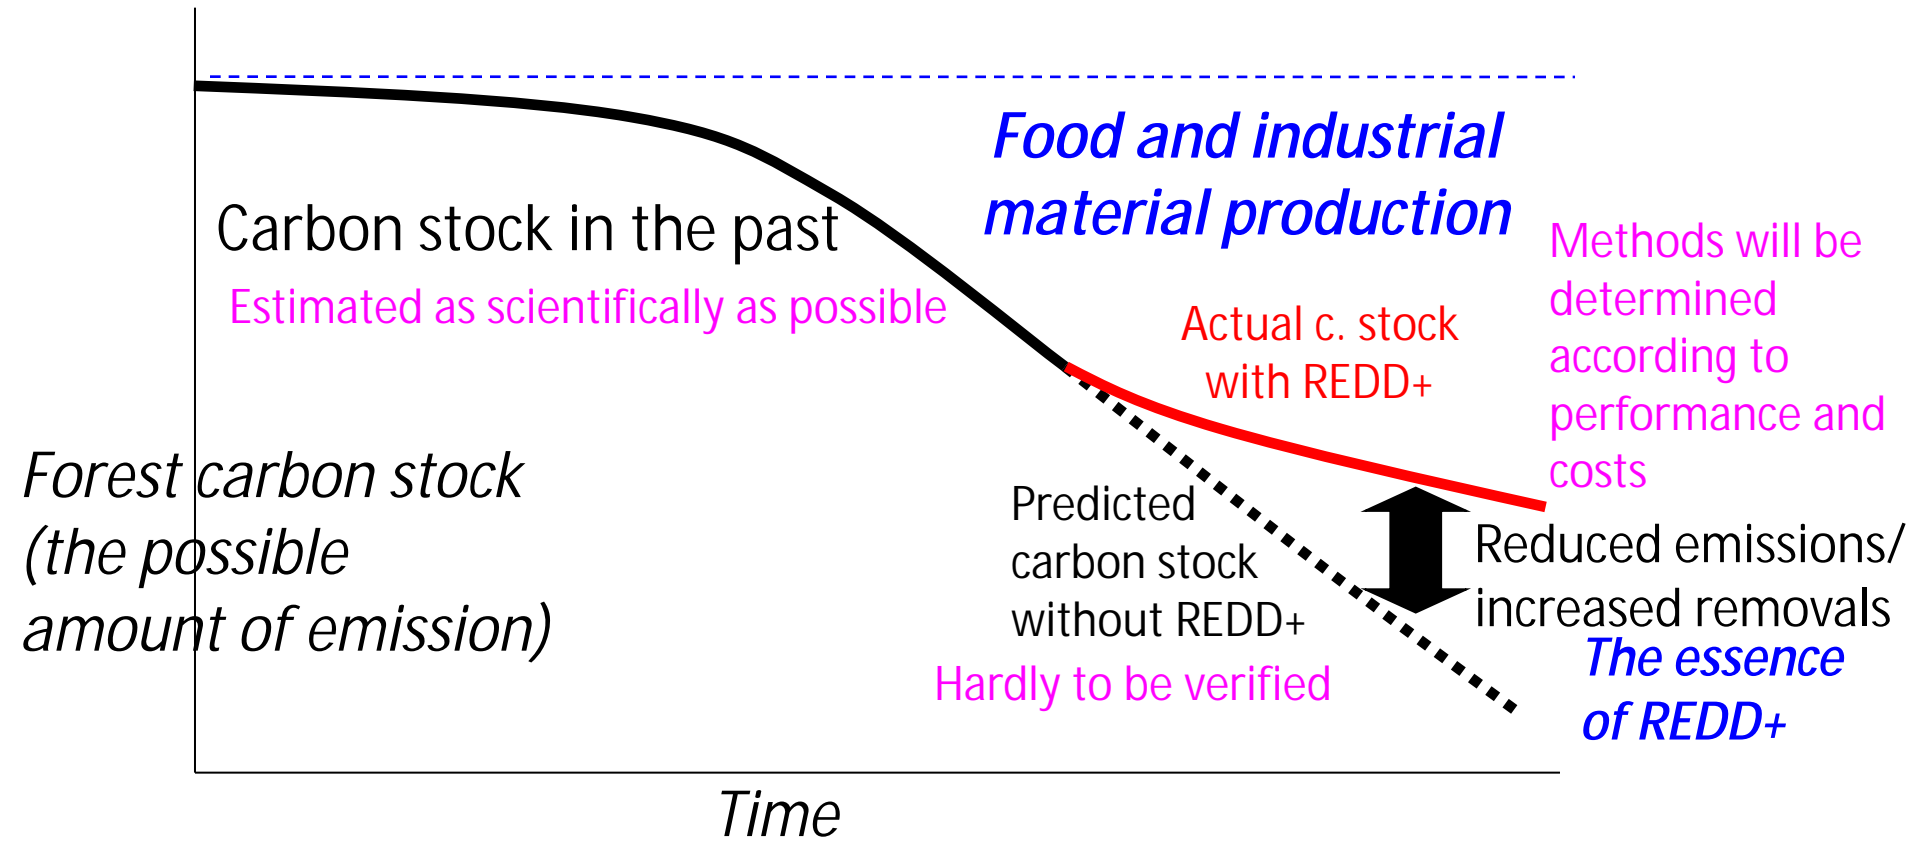 Food and industrial
material production
Carbon stock in the past
Estimated as scientifically as possible
Methods will be
determined
according to
performance and
costs
Actual c. stock
with REDD+
Forest carbon stock
(the possible
amount of emission)
Predicted
carbon stock
without REDD+
Hardly to be verified
Reduced emissions/
increased removals
The essence
of REDD+
Time